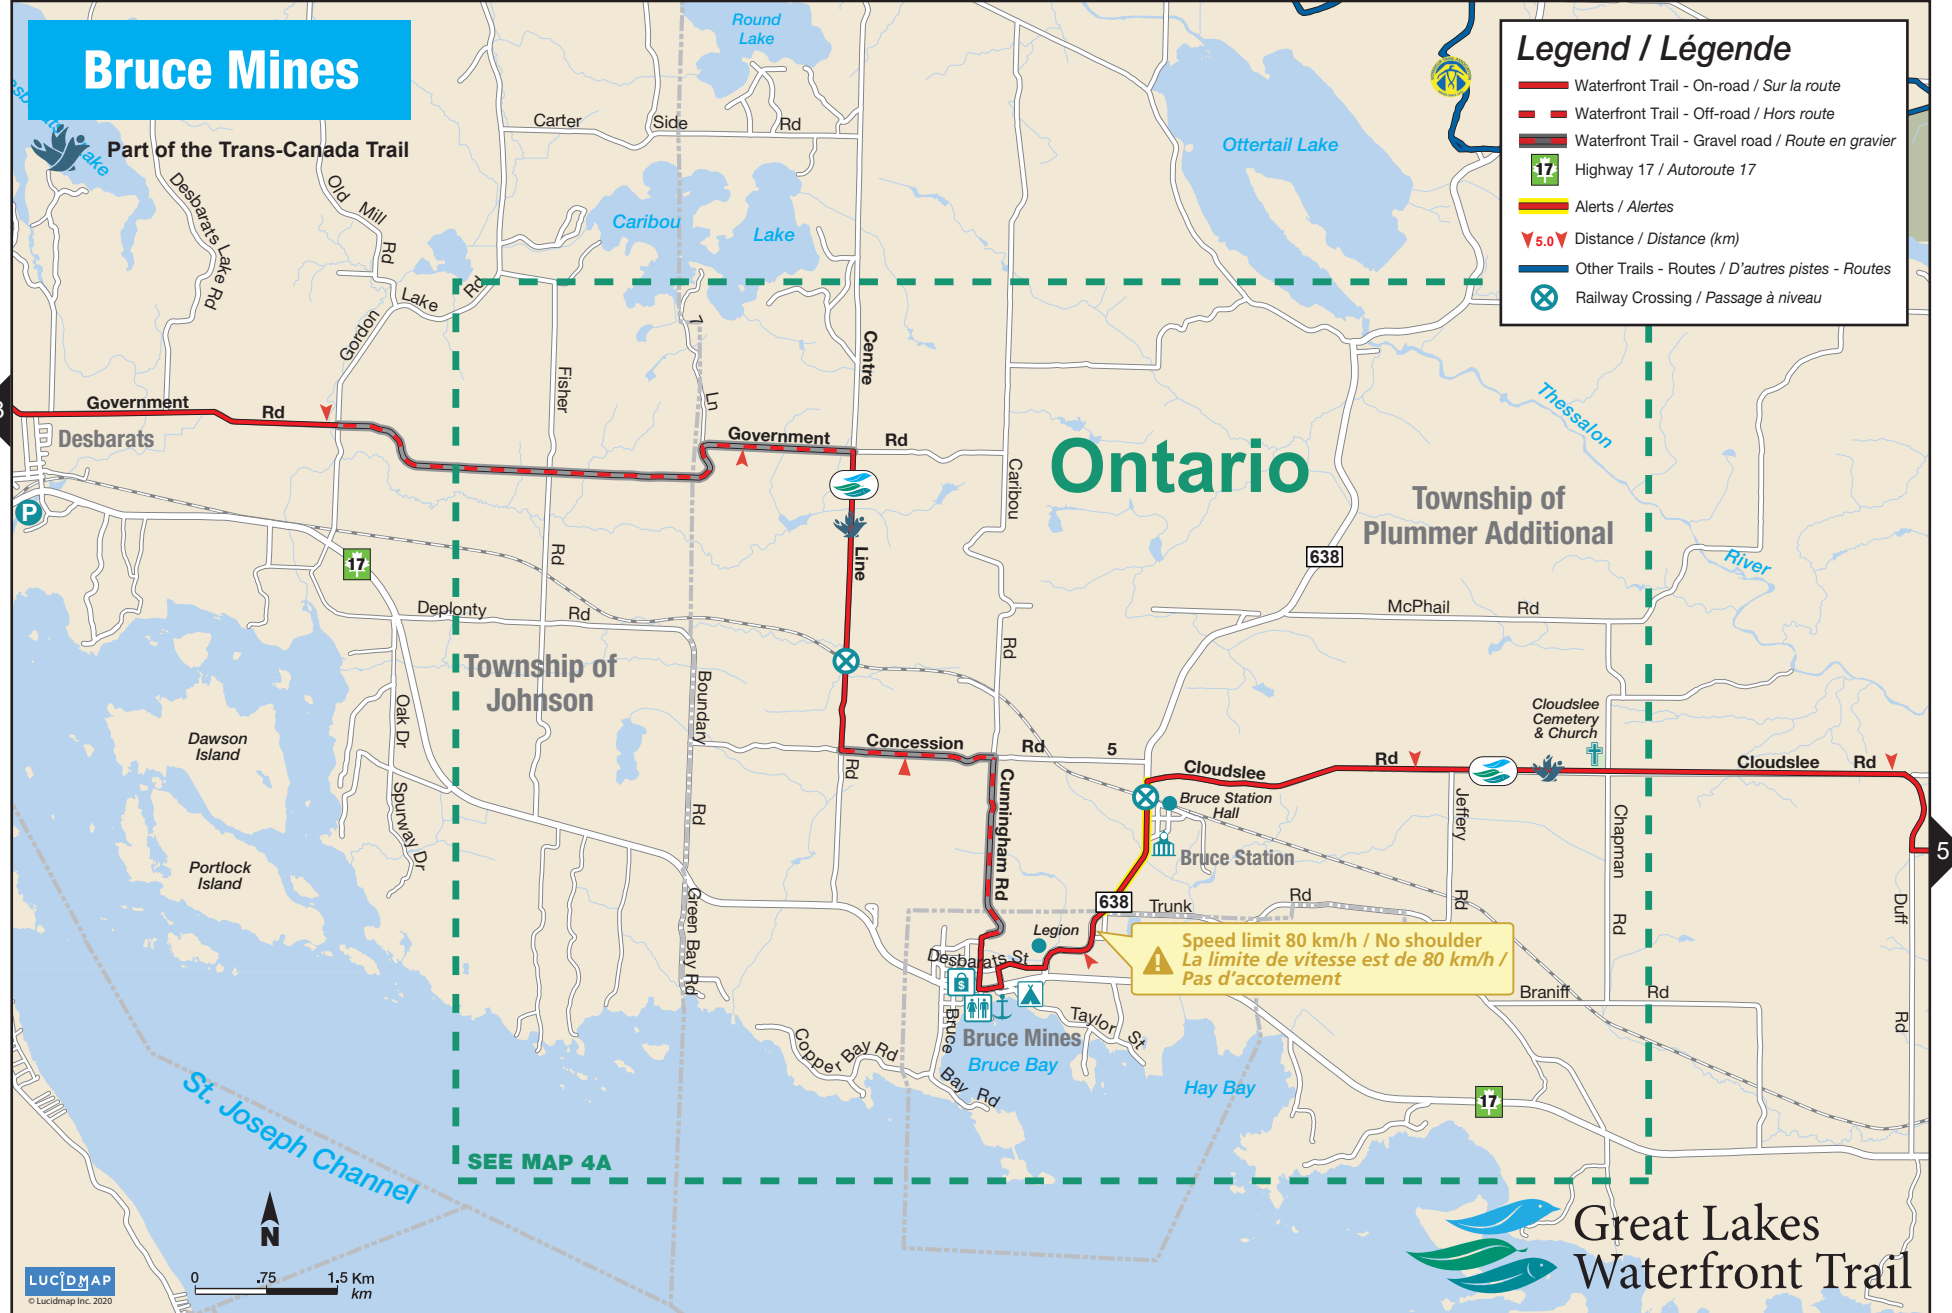 Bruce Mines
Part of the Trans-Canada Trail
Legend / Légende
Waterfront Trail - On-road / Sur la route
Waterfront Trail - Off-road / Hors route
Waterfront Trail - Gravel road / Route en gravier
17
Highway 17 / Autoroute 17
Alerts / Alertes
5.0
Distance / Distance (km)
Other Trails - Routes / D'autres pistes - Routes
Railway Crossing / Passage à niveau
Round
Lake
Lake
Carter Side Rd
Ottertail Lake
Desbarats Lake Rd
Old Mill Rd
Caribou Lake
Gordon Lake Rd
7 Ln
Fisher
Rd
Centre
Line
Rd
Government Rd
Desbarats
P
Government Rd
Caribou
Rd
Ontario
Thessalon
River
Township of
Plummer Additional
638
17
McPhail Rd
Deplonty Rd
Township of
Johnson
Boundary
Rd
Oak Dr
Spurway Dr
Dawson
Island
Portlock
Island
Concession Rd 5
Cunningham Rd
Cloudslee
Cemetery
& Church
Cloudslee Rd
Cloudslee Rd
Bruce Station
Hall
Bruce Station
Jeffery
Rd
Chapman
Rd
Duff
Rd
5
638
Trunk Rd
Legion
Desbarats St
Speed limit 80 km/h / No shoulder
La limite de vitesse est de 80 km/h /
Pas d'accotement
Green Bay Rd
Braniff Rd
Bruce
Bay Rd
Bruce Mines
Bruce Bay
Taylor St
Copper Bay Rd
Hay Bay
17
St. Joseph Channel
SEE MAP 4A
N
0 .75 1.5 Km
km
LUCIDMAP
© Lucidmap Inc. 2020
Great Lakes
Waterfront Trail